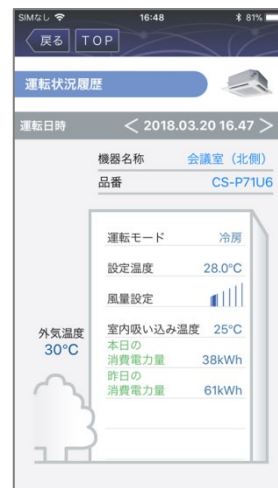 SIMなし 16:48 81%
戻る TOP
運転状況履歴
運転日時 < 2018.03.20 16.47 >
機器名称 会議室（北側）
品番 CS-P71U6
運転モード 冷房
設定温度 28.0℃
風量設定
外気温度
30℃
室内吸い込み温度 25℃
本日の
消費電力量 38kWh
昨日の
消費電力量 61kWh